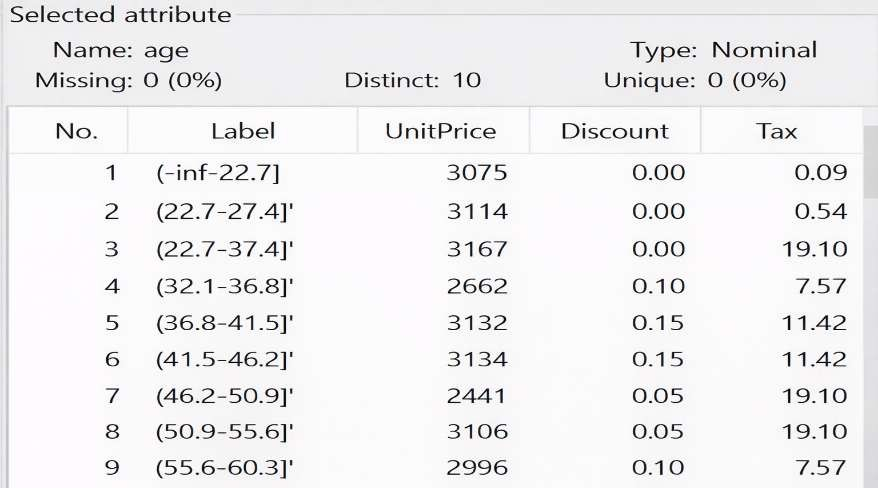 Selected attribute
Name: age Type: Nominal
Missing: 0 (0%) Distinct: 10 Unique: 0 (0%)
No. Label UnitPrice Discount Tax
1 (-inf-22.7] 3075 0.00 0.09
2 (22.7-27.4]' 3114 0.00 0.54
3 (22.7-37.4]' 3167 0.00 19.10
4 (32.1-36.8]' 2662 0.10 7.57
5 (36.8-41.5]' 3132 0.15 11.42
6 (41.5-46.2]' 3134 0.15 11.42
7 (46.2-50.9]' 2441 0.05 19.10
8 (50.9-55.6]' 3106 0.05 19.10
9 (55.6-60.3]' 2996 0.10 7.57